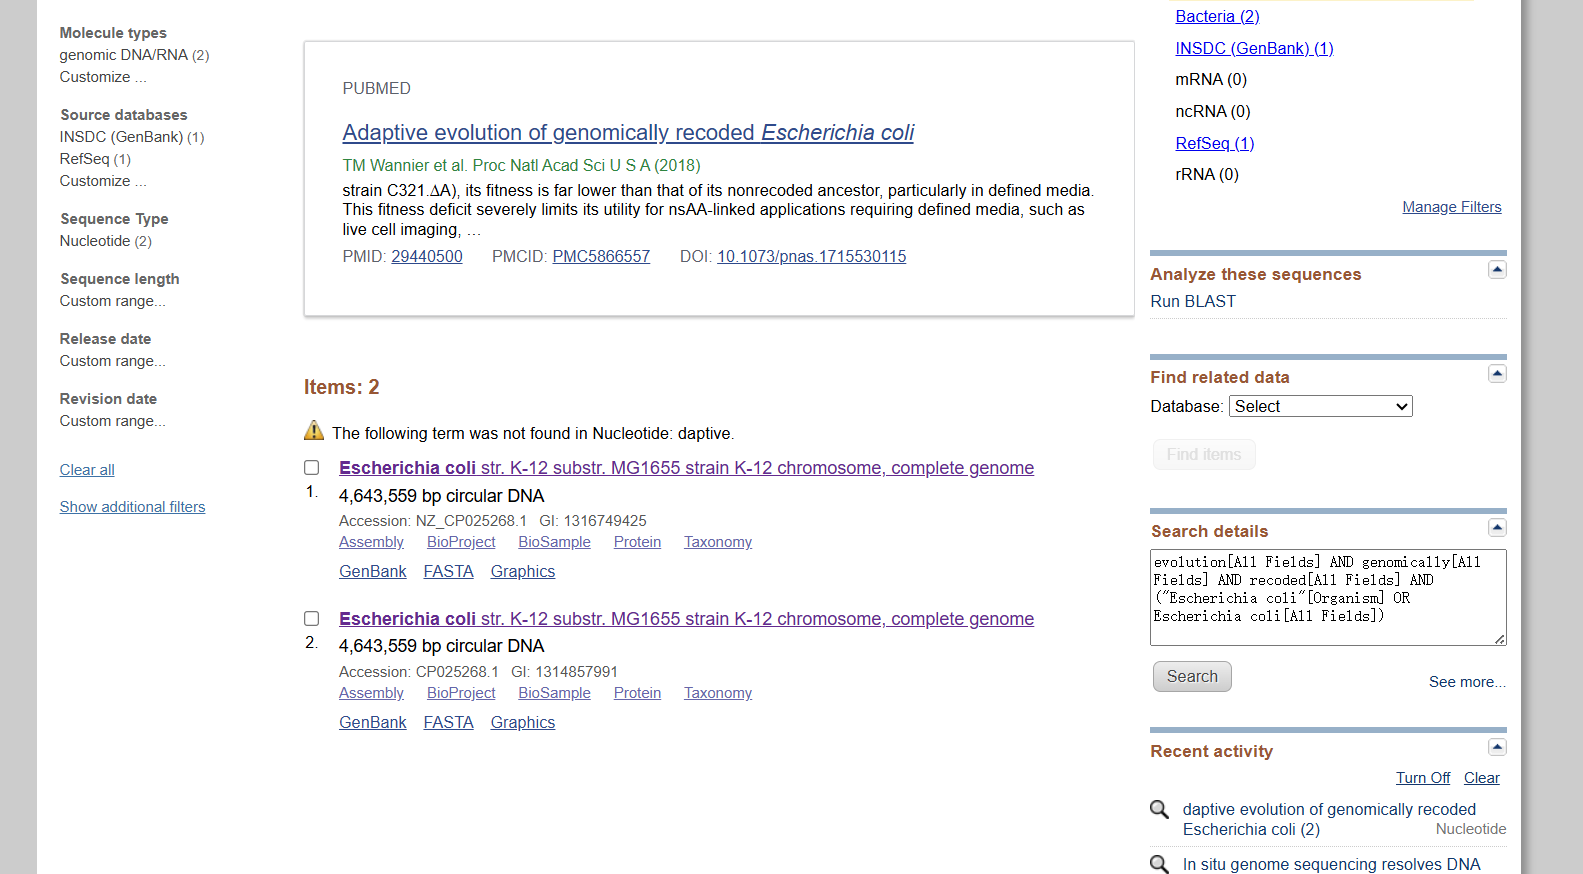 Molecule types
genomic DNA/RNA (2)
Customize ...
Source databases
INSDC (GenBank) (1)
RefSeq (1)
Customize ...
Sequence Type
Nucleotide (2)
Sequence length
Custom range...
Release date
Custom range...
Revision date
Custom range...
Clear all
Show additional filters
PUBMED
Adaptive evolution of genomically recoded Escherichia coli
TM Wannier et al. Proc Natl Acad Sci U S A (2018)
strain C321.ΔA), its fitness is far lower than that of its nonrecoded ancestor, particularly in defined media.
This fitness deficit severely limits its utility for nsAA-linked applications requiring defined media, such as
live cell imaging, …
PMID: 29440500 PMCID: PMC5866557 DOI: 10.1073/pnas.1715530115
Items: 2
The following term was not found in Nucleotide: daptive.
Escherichia coli str. K-12 substr. MG1655 strain K-12 chromosome, complete genome
1. 4,643,559 bp circular DNA
Accession: NZ_CP025268.1 GI: 1316749425
Assembly BioProject BioSample Protein Taxonomy
GenBank FASTA Graphics
Escherichia coli str. K-12 substr. MG1655 strain K-12 chromosome, complete genome
2. 4,643,559 bp circular DNA
Accession: CP025268.1 GI: 1314857991
Assembly BioProject BioSample Protein Taxonomy
GenBank FASTA Graphics
Bacteria (2)
INSDC (GenBank) (1)
mRNA (0)
ncRNA (0)
RefSeq (1)
rRNA (0)
Manage Filters
Analyze these sequences
Run BLAST
Find related data
Database: Select
Find items
Search details
evolution[All Fields] AND genomically[All
Fields] AND recoded[All Fields] AND
("Escherichia coli"[Organism] OR
Escherichia coli[All Fields])
Search
See more...
Recent activity
Turn Off Clear
daptive evolution of genomically recoded
Escherichia coli (2) Nucleotide
In situ genome sequencing resolves DNA